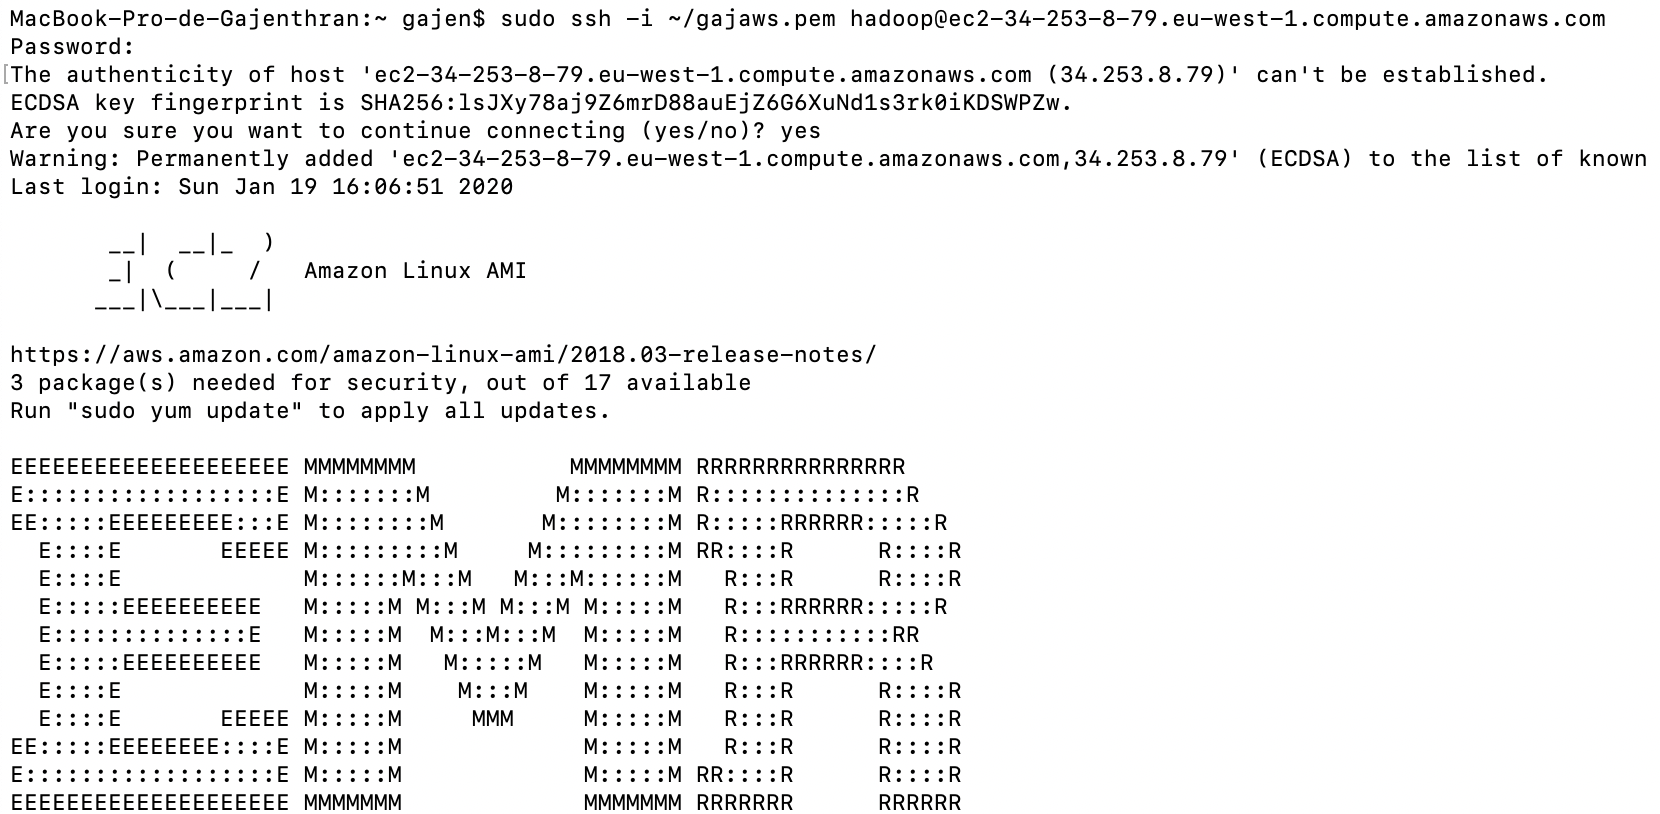 MacBook-Pro-de-Gajenthran:~ gajen$ sudo ssh -i ~/gajaws.pem hadoop@ec2-34-253-8-79.eu-west-1.compute.amazonaws.com
Password:
[The authenticity of host 'ec2-34-253-8-79.eu-west-1.compute.amazonaws.com (34.253.8.79)' can't be established.
ECDSA key fingerprint is SHA256:lsJXy78aj9Z6mrD88auEjZ6G6XuNd1s3rk0iKDSWPZw.
Are you sure you want to continue connecting (yes/no)? yes
Warning: Permanently added 'ec2-34-253-8-79.eu-west-1.compute.amazonaws.com,34.253.8.79' (ECDSA) to the list of known
Last login: Sun Jan 19 16:06:51 2020

       __|  __|_  )
       _|  (     /   Amazon Linux AMI
      ___|\___|___|

https://aws.amazon.com/amazon-linux-ami/2018.03-release-notes/
3 package(s) needed for security, out of 17 available
Run "sudo yum update" to apply all updates.

EEEEEEEEEEEEEEEEEEEE MMMMMMMM           MMMMMMMM RRRRRRRRRRRRRRR
E::::::::::::::::::E M:::::::M         M:::::::M R::::::::::::::R
EE:::::EEEEEEEEE:::E M::::::::M       M::::::::M R:::::RRRRRR:::::R
  E::::E       EEEEE M:::::::::M     M:::::::::M RR::::R      R::::R
  E::::E             M::::::M:::M   M:::M::::::M   R:::R      R::::R
  E:::::EEEEEEEEEE   M:::::M M:::M M:::M M:::::M   R:::RRRRRR:::::R
  E::::::::::::::E   M:::::M  M:::M:::M  M:::::M   R:::::::::::RR
  E:::::EEEEEEEEEE   M:::::M   M:::::M   M:::::M   R:::RRRRRR::::R
  E::::E             M:::::M    M:::M    M:::::M   R:::R      R::::R
  E::::E       EEEEE M:::::M     MMM     M:::::M   R:::R      R::::R
EE:::::EEEEEEEE::::E M:::::M             M:::::M   R:::R      R::::R
E::::::::::::::::::E M:::::M             M:::::M RR::::R      R::::R
EEEEEEEEEEEEEEEEEEEE MMMMMMM             MMMMMMM RRRRRRR      RRRRRR